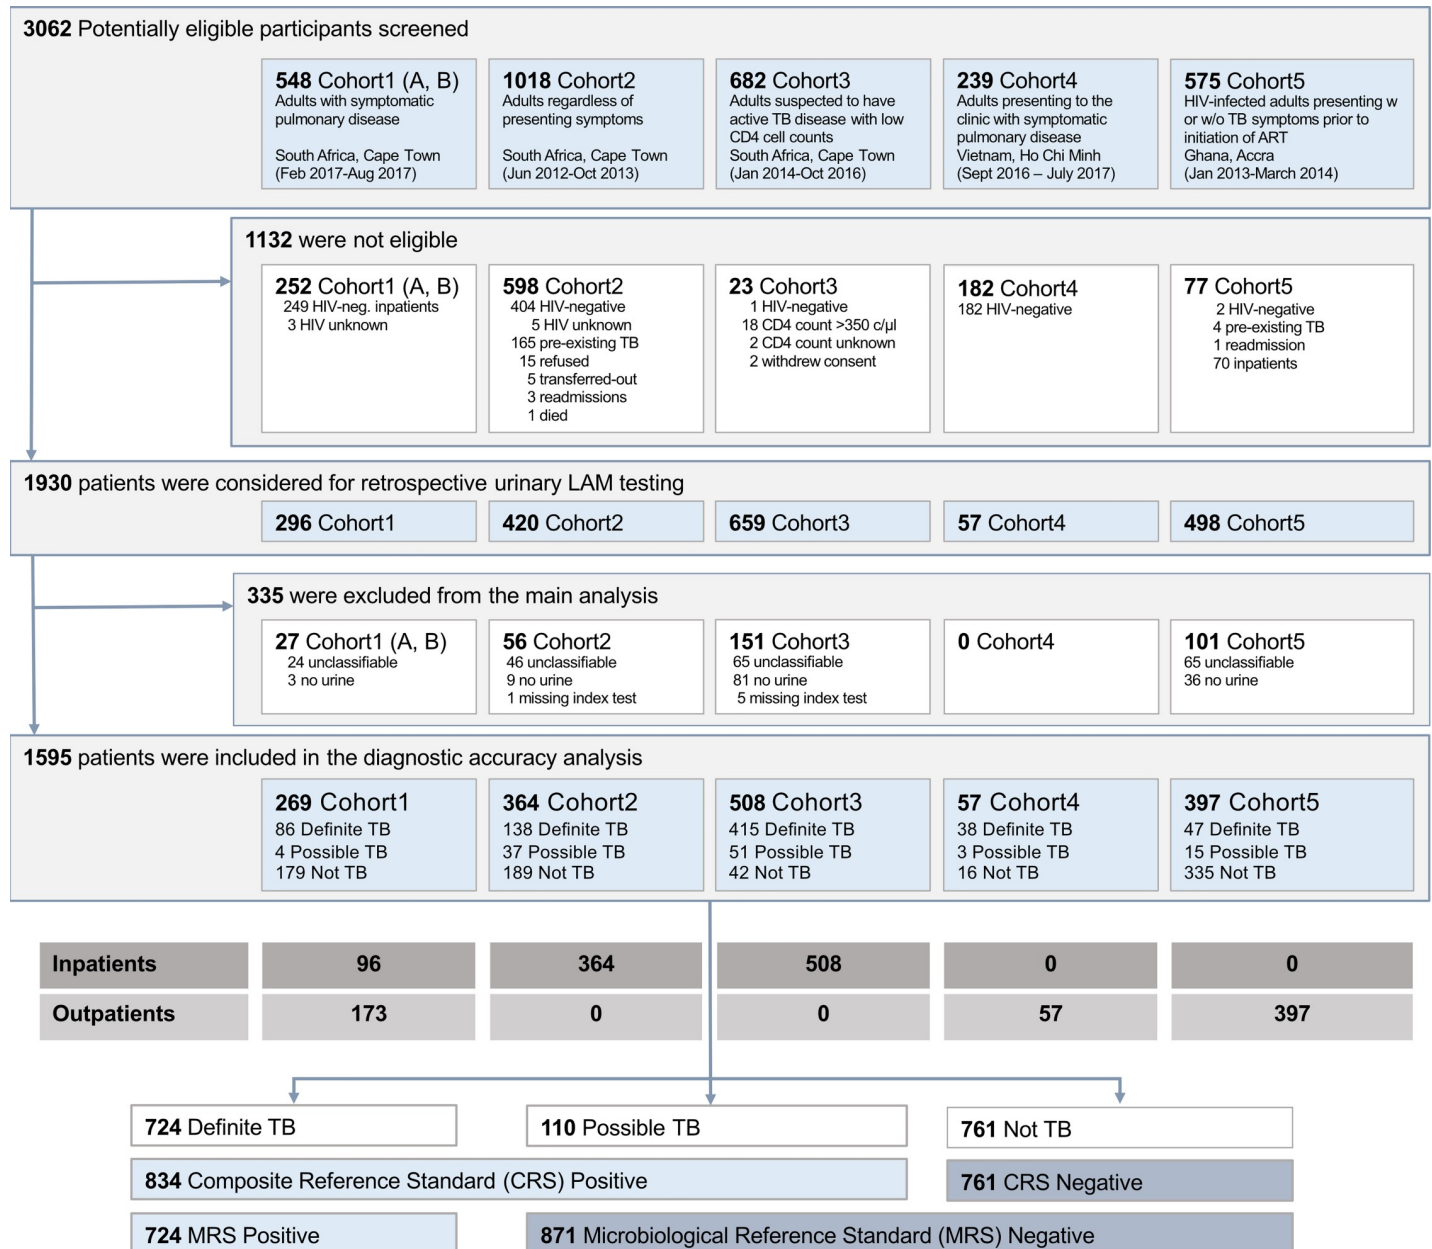 3062 Potentially eligible participants screened
548 Cohort1 (A, B)
Adults with symptomatic
pulmonary disease
South Africa, Cape Town
(Feb 2017-Aug 2017)
1018 Cohort2
Adults regardless of
presenting symptoms
South Africa, Cape Town
(Jun 2012-Oct 2013)
682 Cohort3
Adults suspected to have
active TB disease with low
CD4 cell counts
South Africa, Cape Town
(Jan 2014-Oct 2016)
239 Cohort4
Adults presenting to the
clinic with symptomatic
pulmonary disease
Vietnam, Ho Chi Minh
(Sept 2016 – July 2017)
575 Cohort5
HIV-infected adults presenting w
or w/o TB symptoms prior to
initiation of ART
Ghana, Accra
(Jan 2013-March 2014)
1132 were not eligible
252 Cohort1 (A, B)
249 HIV-neg. inpatients
3 HIV unknown
598 Cohort2
404 HIV-negative
5 HIV unknown
165 pre-existing TB
15 refused
5 transferred-out
3 readmissions
1 died
23 Cohort3
1 HIV-negative
18 CD4 count >350 c/µl
2 CD4 count unknown
2 withdrew consent
182 Cohort4
182 HIV-negative
77 Cohort5
2 HIV-negative
4 pre-existing TB
1 readmission
70 inpatients
1930 patients were considered for retrospective urinary LAM testing
296 Cohort1
420 Cohort2
659 Cohort3
57 Cohort4
498 Cohort5
335 were excluded from the main analysis
27 Cohort1 (A, B)
24 unclassifiable
3 no urine
56 Cohort2
46 unclassifiable
9 no urine
1 missing index test
151 Cohort3
65 unclassifiable
81 no urine
5 missing index test
0 Cohort4
101 Cohort5
65 unclassifiable
36 no urine
1595 patients were included in the diagnostic accuracy analysis
269 Cohort1
86 Definite TB
4 Possible TB
179 Not TB
364 Cohort2
138 Definite TB
37 Possible TB
189 Not TB
508 Cohort3
415 Definite TB
51 Possible TB
42 Not TB
57 Cohort4
38 Definite TB
3 Possible TB
16 Not TB
397 Cohort5
47 Definite TB
15 Possible TB
335 Not TB
Inpatients 96 364 508 0 0
Outpatients 173 0 0 57 397
724 Definite TB
110 Possible TB
761 Not TB
834 Composite Reference Standard (CRS) Positive
761 CRS Negative
724 MRS Positive
871 Microbiological Reference Standard (MRS) Negative